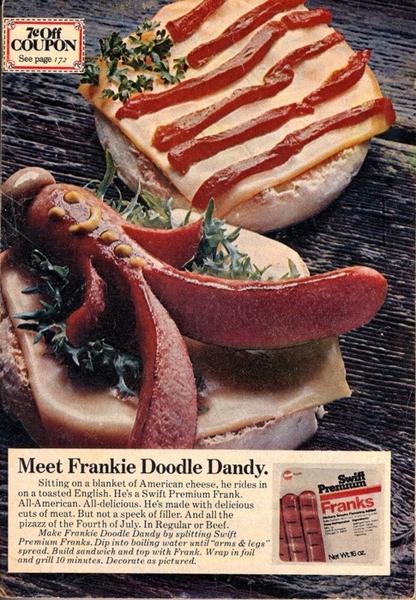 7¢ Off
COUPON
See page 172
Meet Frankie Doodle Dandy.
Sitting on a blanket of American cheese, he rides in
on a toasted English. He's a Swift Premium Frank.
All-American. All-delicious. He's made with delicious
cuts of meat. But not a speck of filler. And all the
pizazz of the Fourth of July. In Regular or Beef.
Make Frankie Doodle Dandy by splitting Swift
Premium Franks. Dip into boiling water until "arms & legs"
spread. Build sandwich and top with Frank. Wrap in foil
and grill 10 minutes. Decorate as pictured.
Swift
Premium
Franks
Net Wt. 16 oz.